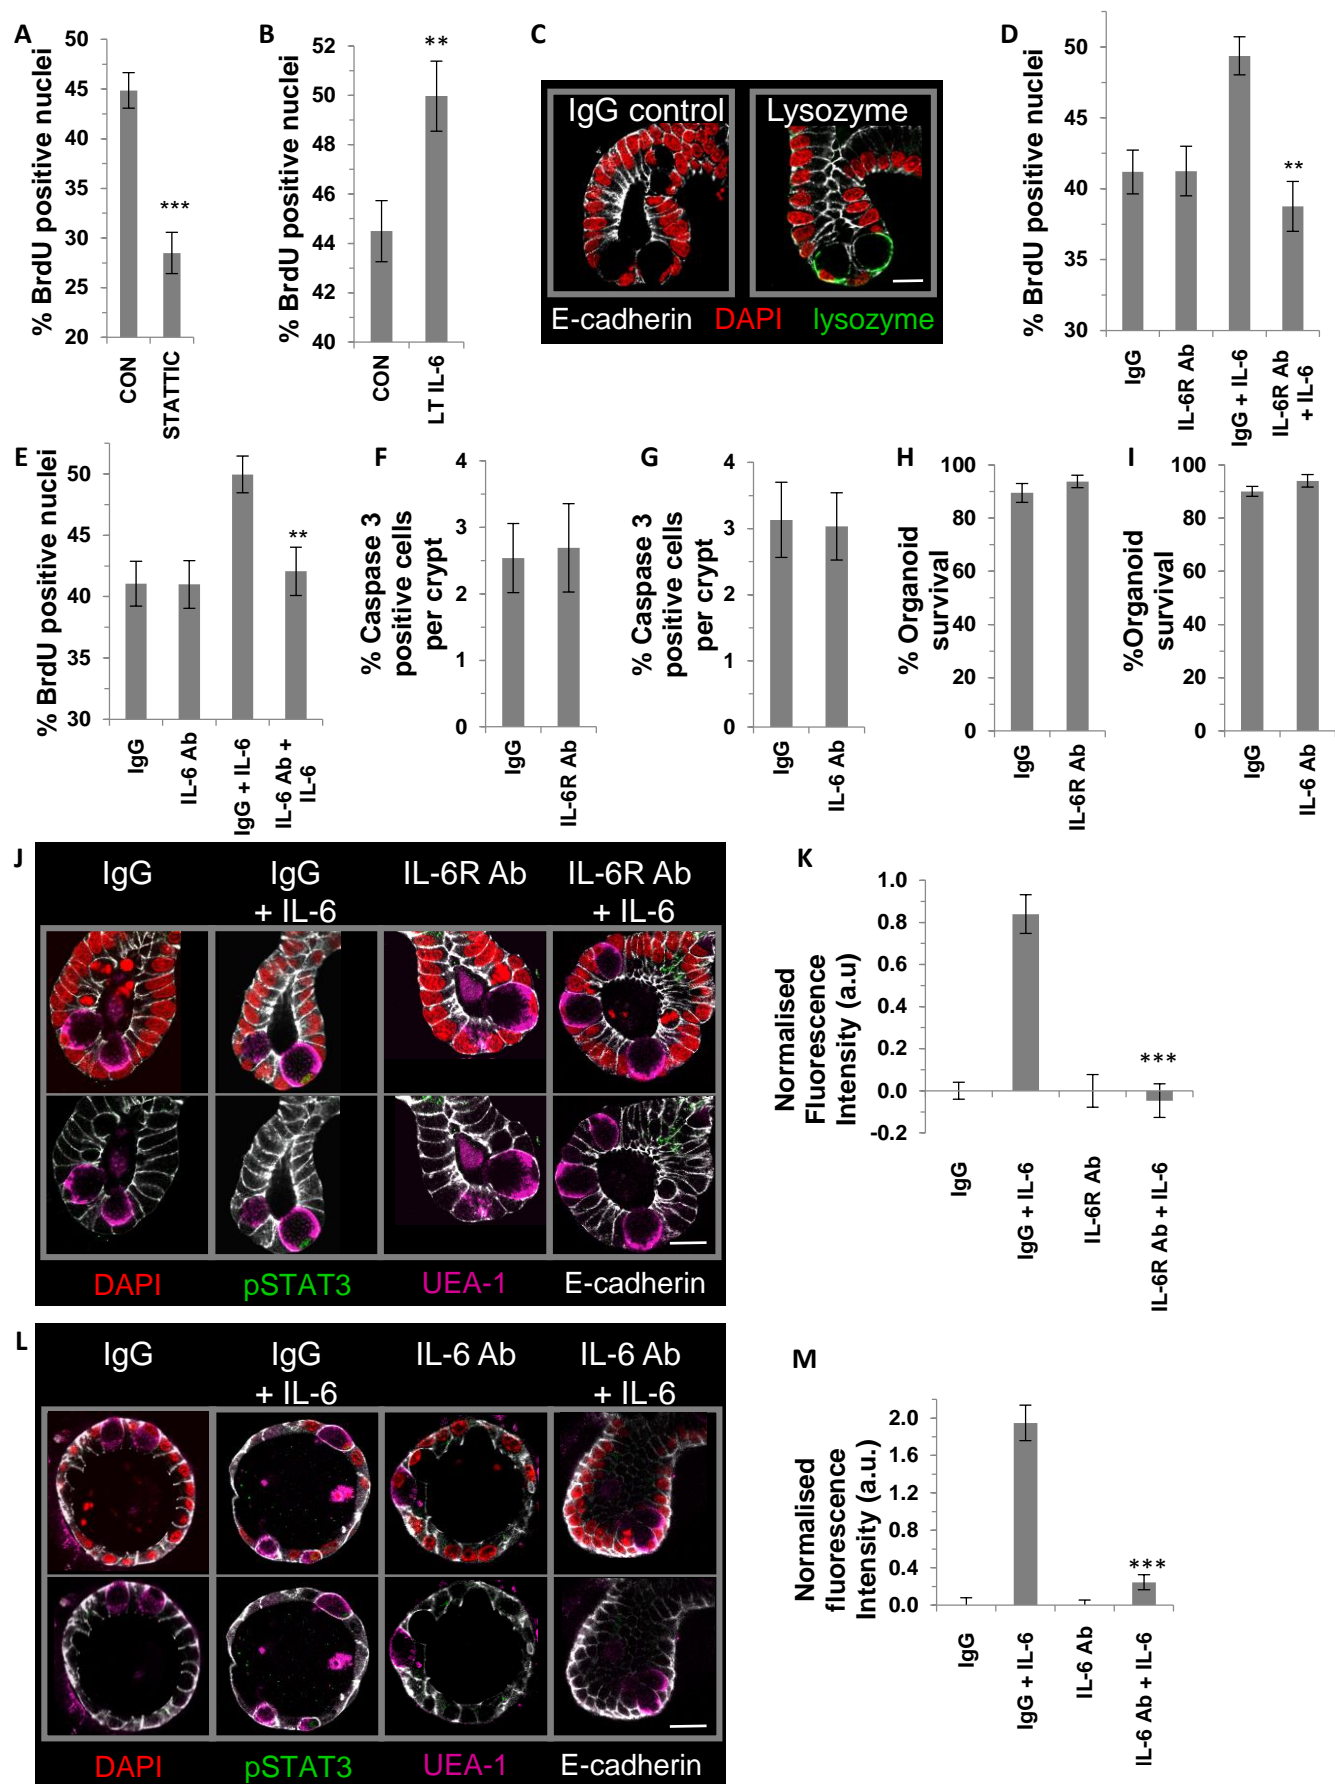 A
% BrdU positive nuclei
50
45
40
35
30
25
20
***
CON
STATTIC
B
% BrdU positive nuclei
52
50
48
46
44
42
40
**
CON
LT IL-6
C
IgG control
Lysozyme
E-cadherin
DAPI
lysozyme
D
% BrdU positive nuclei
50
45
40
35
30
**
IgG
IL-6R Ab
IgG + IL-6
IL-6R Ab
+ IL-6
E
% BrdU positive nuclei
50
45
40
35
30
**
IgG
IL-6 Ab
IgG + IL-6
IL-6 Ab +
IL-6
F
% Caspase 3
positive cells
per crypt
4
3
2
1
0
IgG
IL-6R Ab
G
% Caspase 3
positive cells
per crypt
4
3
2
1
0
IgG
IL-6 Ab
H
% Organoid
survival
100
80
60
40
20
0
IgG
IL-6R Ab
I
%Organoid
survival
100
80
60
40
20
0
IgG
IL-6 Ab
J
IgG
IgG
+ IL-6
IL-6R Ab
IL-6R Ab
+ IL-6
DAPI
pSTAT3
UEA-1
E-cadherin
K
Normalised
Fluorescence
Intensity (a.u)
1.0
0.8
0.6
0.4
0.2
0.0
-0.2
***
IgG
IgG + IL-6
IL-6R Ab
IL-6R Ab + IL-6
L
IgG
IgG
+ IL-6
IL-6 Ab
IL-6 Ab
+ IL-6
DAPI
pSTAT3
UEA-1
E-cadherin
M
Normalised
fluorescence
Intensity (a.u.)
2.0
1.6
1.2
0.8
0.4
0.0
***
IgG
IgG + IL-6
IL-6 Ab
IL-6 Ab + IL-6